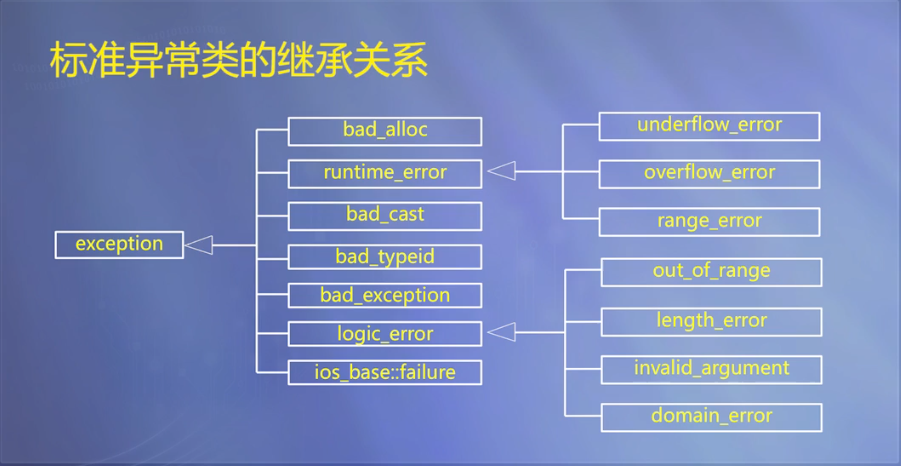 标准异常类的继承关系
exception
bad_alloc
runtime_error
bad_cast
bad_typeid
bad_exception
logic_error
ios_base::failure
underflow_error
overflow_error
range_error
out_of_range
length_error
invalid_argument
domain_error